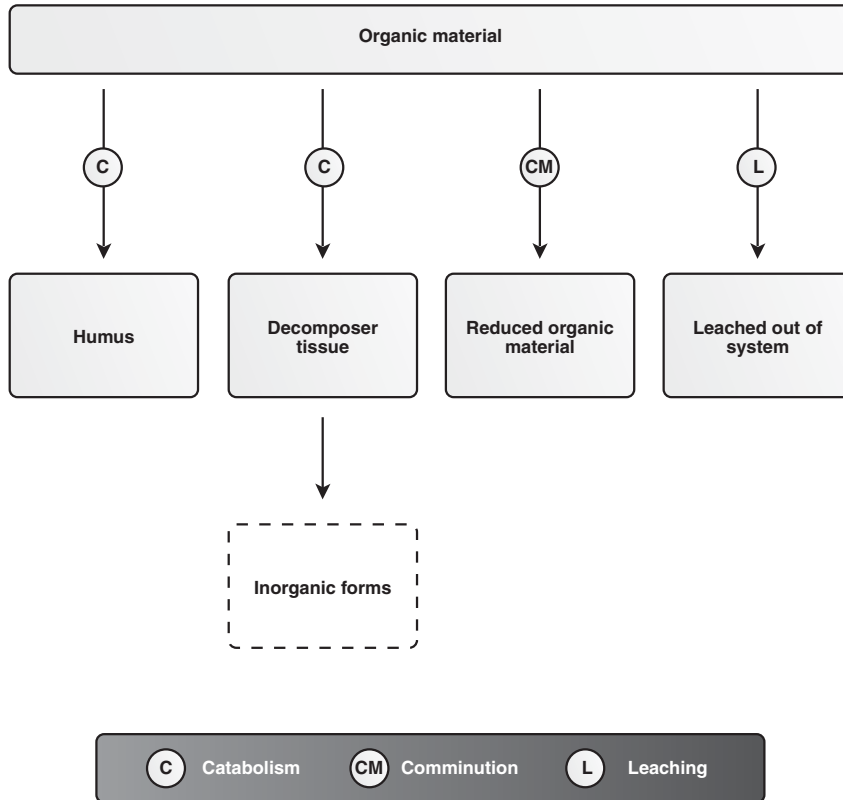 Organic material
C
C
CM
L
Humus
Decomposer
tissue
Reduced organic
material
Leached out of
system
Inorganic forms
C Catabolism CM Comminution L Leaching